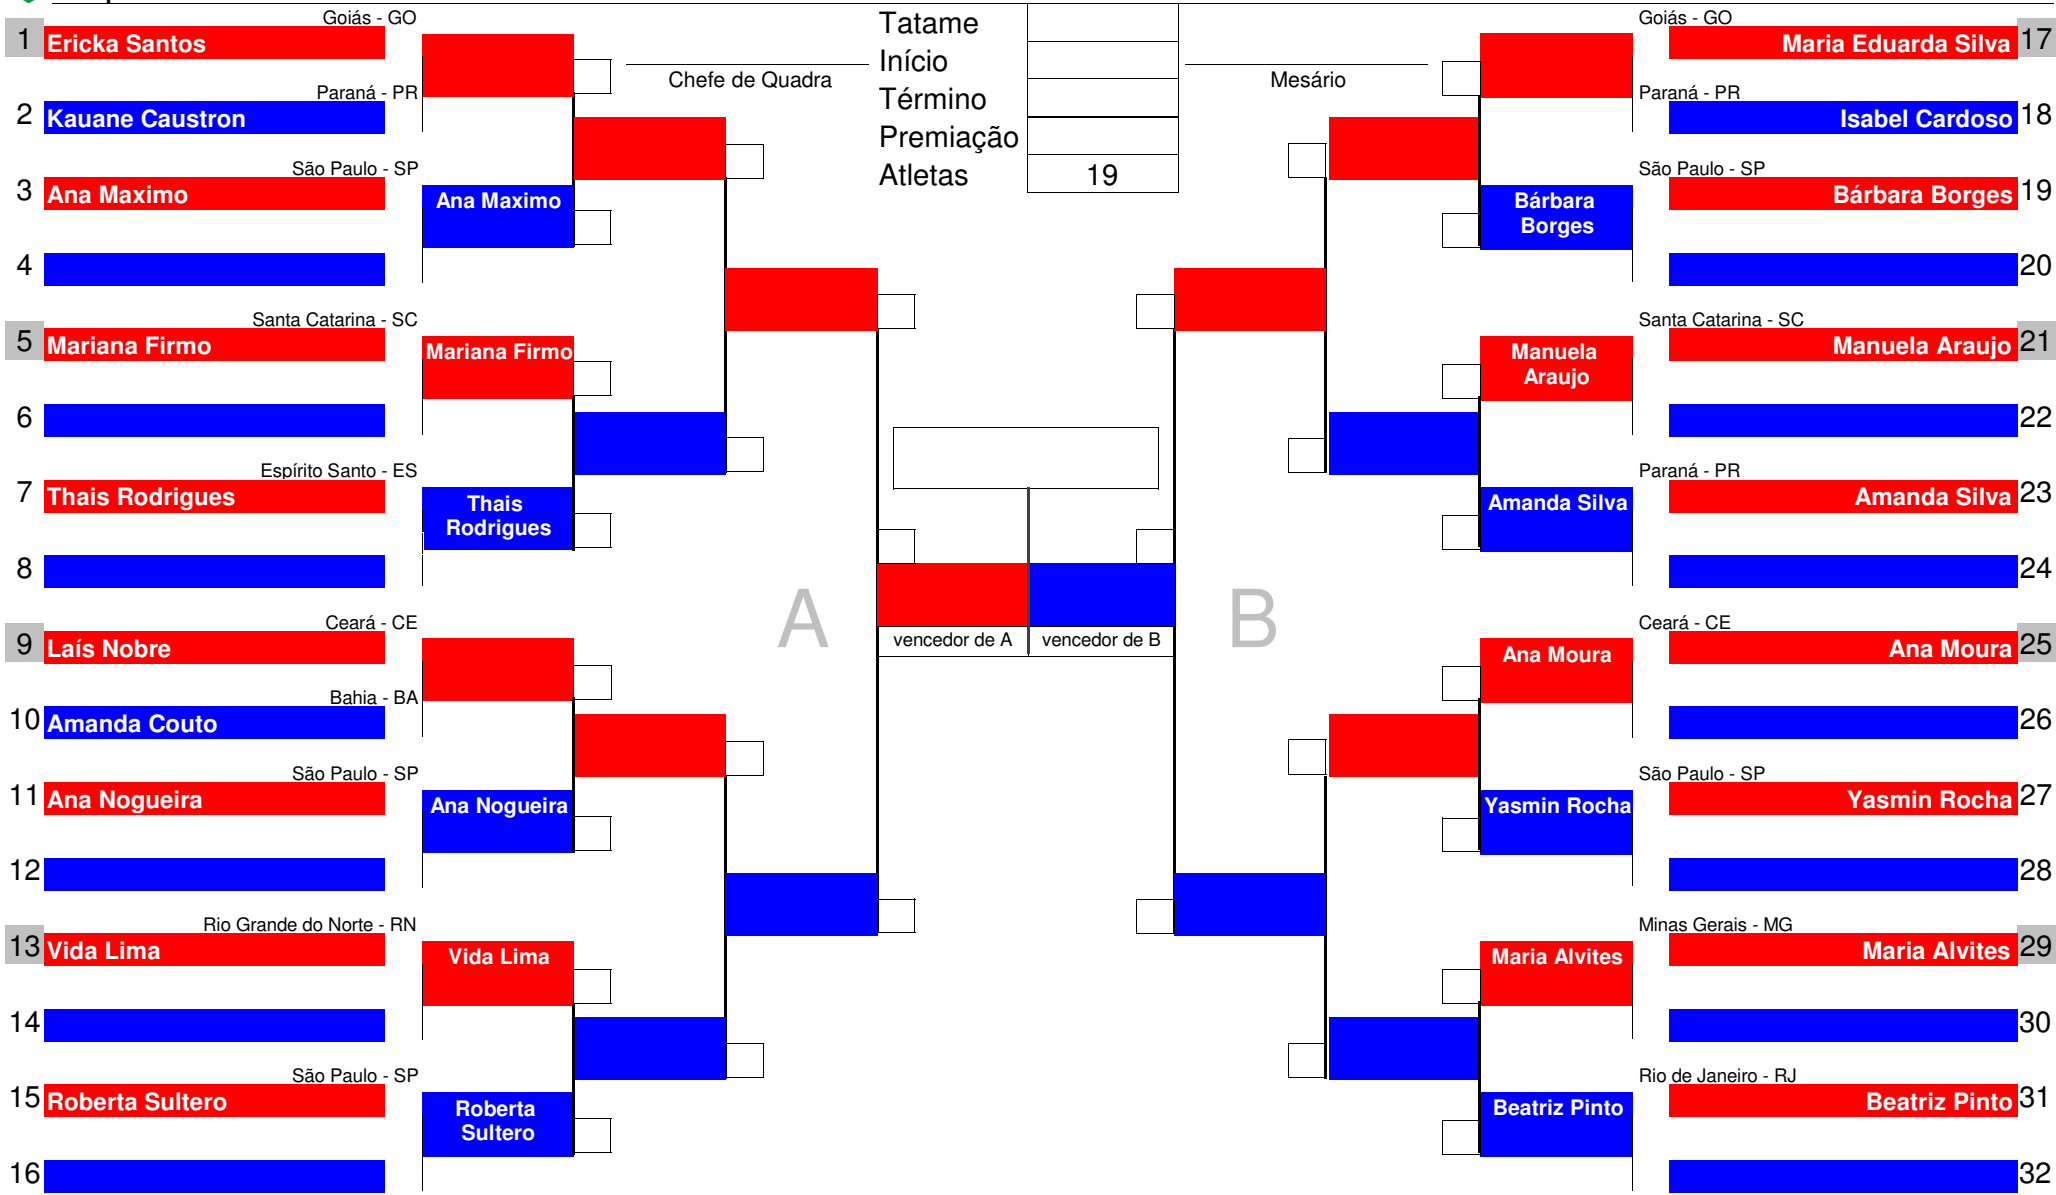 Tatame
Início
Término
Premiação
Atletas 19
Chefe de Quadra
Mesário
Goiás - GO
1 Ericka Santos
Paraná - PR
2 Kauane Caustron
São Paulo - SP
3 Ana Maximo
4
Santa Catarina - SC
5 Mariana Firmo
6
Espírito Santo - ES
7 Thais Rodrigues
8
Ceará - CE
9 Laís Nobre
Bahia - BA
10 Amanda Couto
São Paulo - SP
11 Ana Nogueira
12
Rio Grande do Norte - RN
13 Vida Lima
14
São Paulo - SP
15 Roberta Sultero
16
Ana Maximo
Mariana Firmo
Thais
Rodrigues
Ana Nogueira
Vida Lima
Roberta
Sultero
A
vencedor de A
vencedor de B
B
Bárbara
Borges
Manuela
Araujo
Amanda Silva
Ana Moura
Yasmin Rocha
Maria Alvites
Beatriz Pinto
Goiás - GO
Maria Eduarda Silva 17
Paraná - PR
Isabel Cardoso 18
São Paulo - SP
Bárbara Borges 19
20
Santa Catarina - SC
Manuela Araujo 21
22
Paraná - PR
Amanda Silva 23
24
Ceará - CE
Ana Moura 25
26
São Paulo - SP
Yasmin Rocha 27
28
Minas Gerais - MG
Maria Alvites 29
30
Rio de Janeiro - RJ
Beatriz Pinto 31
32